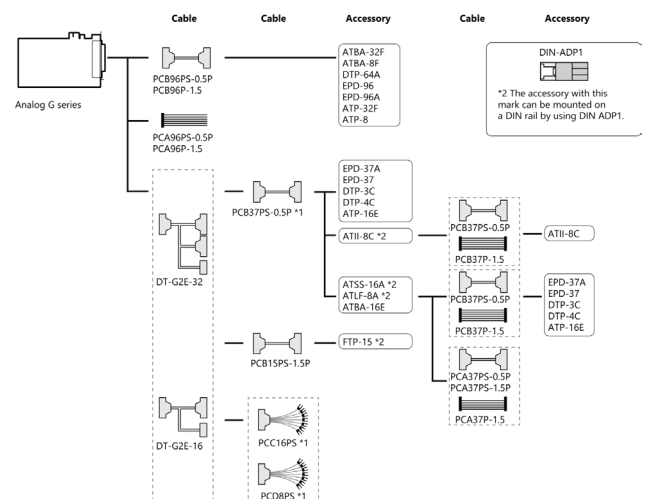 Cable
Cable
Accessory
Cable
Accessory
Analog G series
PCB96PS-0.5P
PCB96P-1.5
ATBA-32F
ATBA-8F
DTP-64A
EPD-96
EPD-96A
ATP-32F
ATP-8
DIN-ADP1
*2 The accessory with this
mark can be mounted on
a DIN rail by using DIN ADP1.
PCA96PS-0.5P
PCA96P-1.5
DT-G2E-32
PCB37PS-0.5P *1
EPD-37A
EPD-37
DTP-3C
DTP-4C
ATP-16E
ATII-8C *2
PCB37PS-0.5P
PCB37P-1.5
ATII-8C
ATSS-16A *2
ATLF-8A *2
ATBA-16E
PCB37PS-0.5P
PCB37P-1.5
EPD-37A
EPD-37
DTP-3C
DTP-4C
ATP-16E
PCB15PS-1.5P
FTP-15 *2
PCA37PS-0.5P
PCA37PS-1.5P
PCA37P-1.5
DT-G2E-16
PCC16PS *1
PCD8PS *1